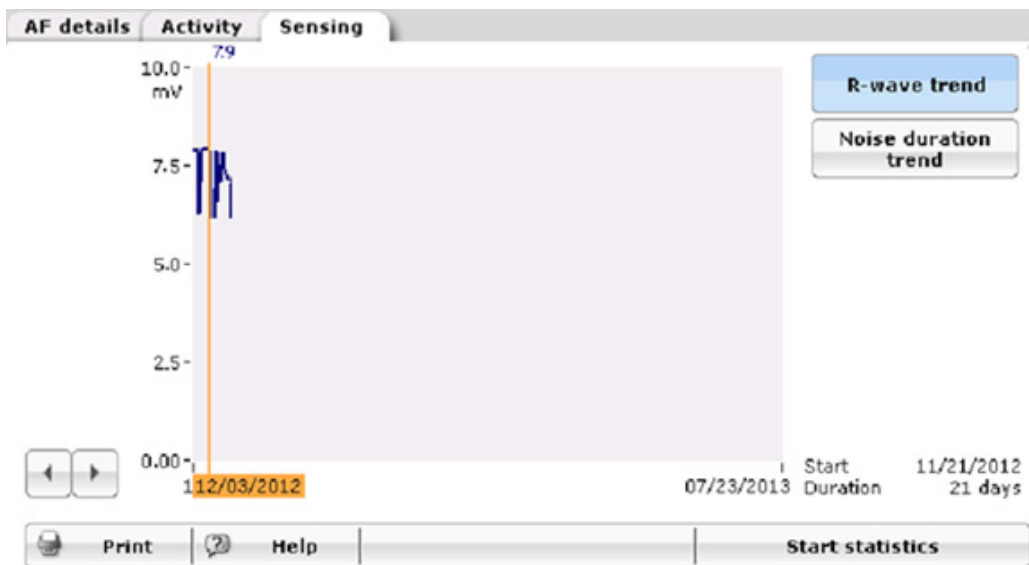 AF details Activity Sensing
7.9
10.0
mV
7.5
5.0
2.5
0.00
R-wave trend
Noise duration
trend
1 12/03/2012 07/23/2013
Start 11/21/2012
Duration 21 days
Print Help Start statistics